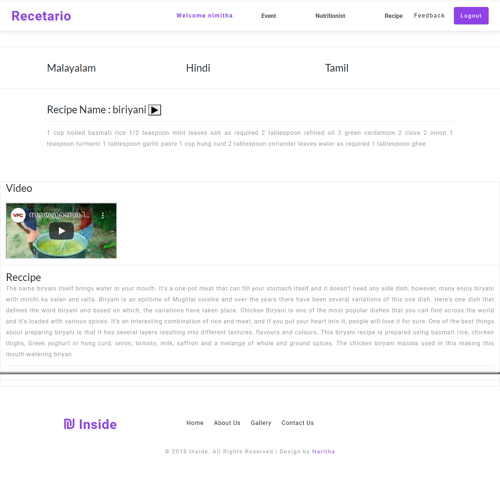 Recetario
Welcome nimitha
Event
Nutritionist
Recipe
Feedback
Logout
Malayalam
Hindi
Tamil
Recipe Name : biriyani
1 cup boiled basmati rice 1/2 teaspoon mint leaves salt as required 2 tablespoon refined oil 3 green cardamom 2 clove 2 onion 1
teaspoon turmeric 1 tablespoon garlic paste 1 cup hung curd 2 tablespoon coriander leaves water as required 1 tablespoon ghee
Video
VFC
Reccipe
The name biryani itself brings water in your mouth. It's a one-pot meal that can fill your stomach itself and it doesn't need any side dish, however, many enjoy biryani
with mirchi ka salan and raita. Biryani is an epitome of Mughlai cuisine and over the years there have been several variations of this one dish. Here's one dish that
defines the word biryani and based on which, the variations have taken place. Chicken Biryani is one of the most popular dishes that you can find across the world
and it's loaded with various spices. It's an interesting combination of rice and meat, and if you put your heart into it, people will love it for sure. One of the best things
about preparing biryani is that it has several layers resulting into different textures, flavours and colours. This biryani recipe is prepared using basmati rice, chicken
thighs, Greek yoghurt or hung curd, onion, tomato, milk, saffron and a melange of whole and ground spices. The chicken biryani masala used in this making this
mouth-watering biryan
Inside
Home
About Us
Gallery
Contact Us
© 2018 Inside. All Rights Reserved | Design by Haritha